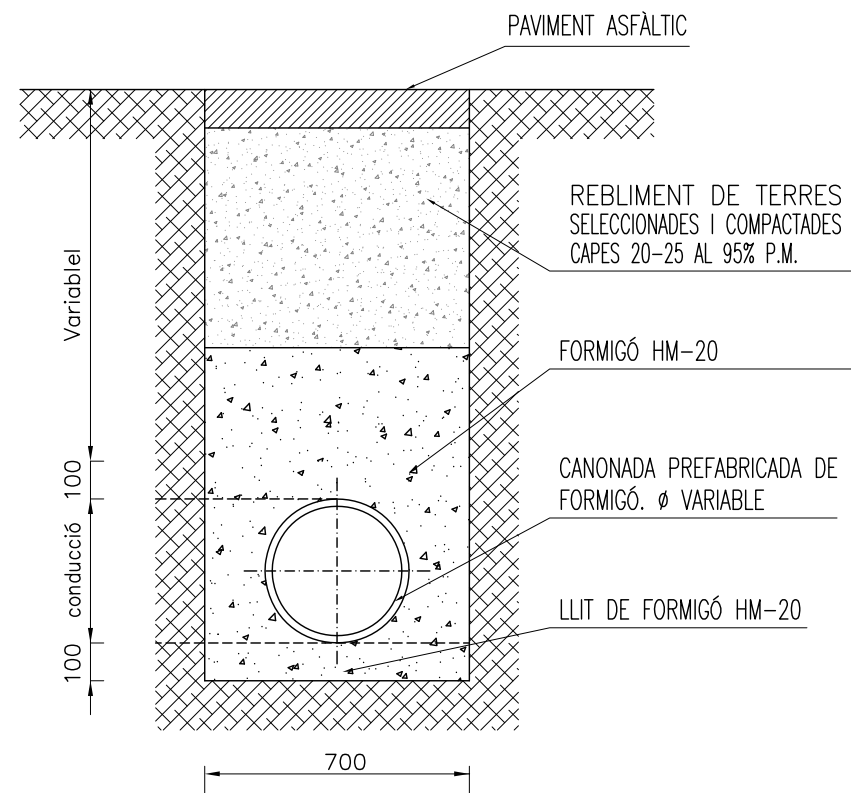 PAVIMENT ASFÀLTIC
REBLIMENT DE TERRES
SELECCIONADES I COMPACTADES
CAPES 20-25 AL 95% P.M.
Variablel
FORMIGÓ HM-20
100
CANONADA PREFABRICADA DE
FORMIGÓ. Ø VARIABLE
conducció
LLIT DE FORMIGÓ HM-20
100
700